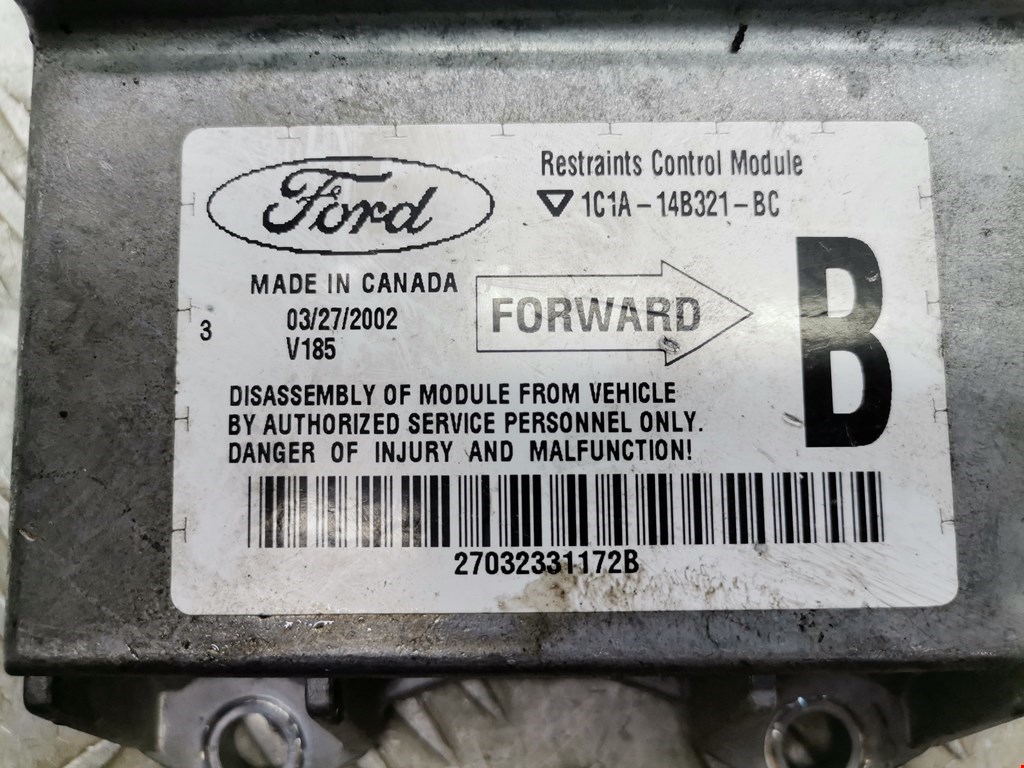 Ford
Restraints Control Module
1C1A-14B321-BC
MADE IN CANADA
03/27/2002
V185
3
FORWARD
B
DISASSEMBLY OF MODULE FROM VEHICLE
BY AUTHORIZED SERVICE PERSONNEL ONLY.
DANGER OF INJURY AND MALFUNCTION!
27032331172B